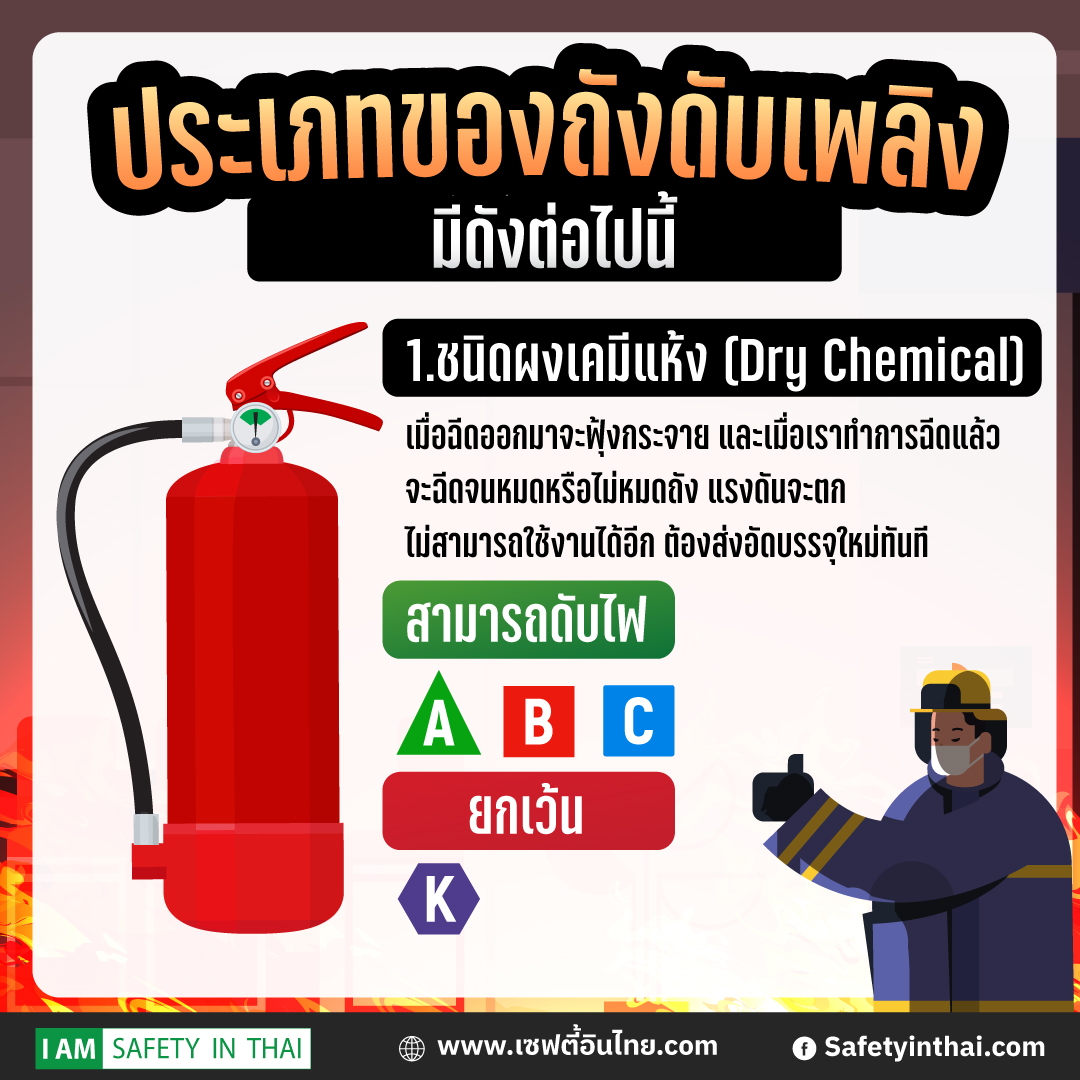 ประเภทของถังดับเพลิง
มีดังต่อไปนี้
1.ชนิดผงเคมีแห้ง (Dry Chemical)
เมื่อฉีดออกมาจะฟุ้งกระจาย และเมื่อเราทำการฉีดแล้ว
จะฉีดจนหมดหรือไม่หมดถัง แรงดันจะตก
ไม่สามารถใช้งานได้อีก ต้องส่งอัดบรรจุใหม่ทันที
สามารถดับไฟ
A B C
ยกเว้น
K
I AM SAFETY IN THAI
www.เซฟตี้อินไทย.com
Safetyinthai.com